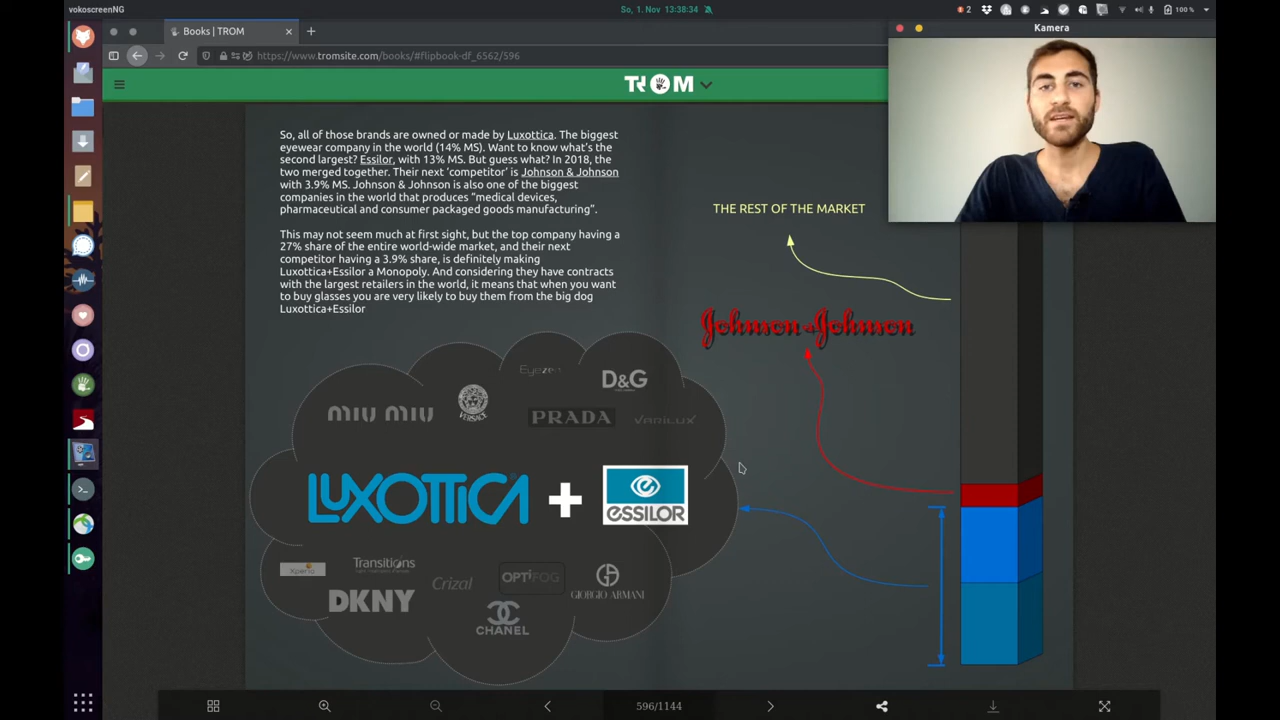 vokoscreenNG
So, 1. Nov 13:38:34
2
100 %
Books | TROM
https://www.tromsite.com/books/#flipbook-df_6562/596
Kamera
TROM
So, all of those brands are owned or made by Luxottica. The biggest
eyewear company in the world (14% MS). Want to know what's the
second largest? Essilor, with 13% MS. But guess what? In 2018, the
two merged together. Their next ‘competitor’ is Johnson & Johnson
with 3.9% MS. Johnson & Johnson is also one of the biggest
companies in the world that produces “medical devices,
pharmaceutical and consumer packaged goods manufacturing”.
This may not seem much at first sight, but the top company having a
27% share of the entire world-wide market, and their next
competitor having a 3.9% share, is definitely making
Luxottica+Essilor a Monopoly. And considering they have contracts
with the largest retailers in the world, it means that when you want
to buy glasses you are very likely to buy them from the big dog
Luxottica+Essilor
THE REST OF THE MARKET
Johnson & Johnson
Eyezen
D&G
MIU MIU
VERSACE
PRADA
VARILUX
LUXOTTICA
+
essilor
Xperio
Transitions
Crizal
OPTIFOG
GIORGIO ARMANI
DKNY
CHANEL
596/1144